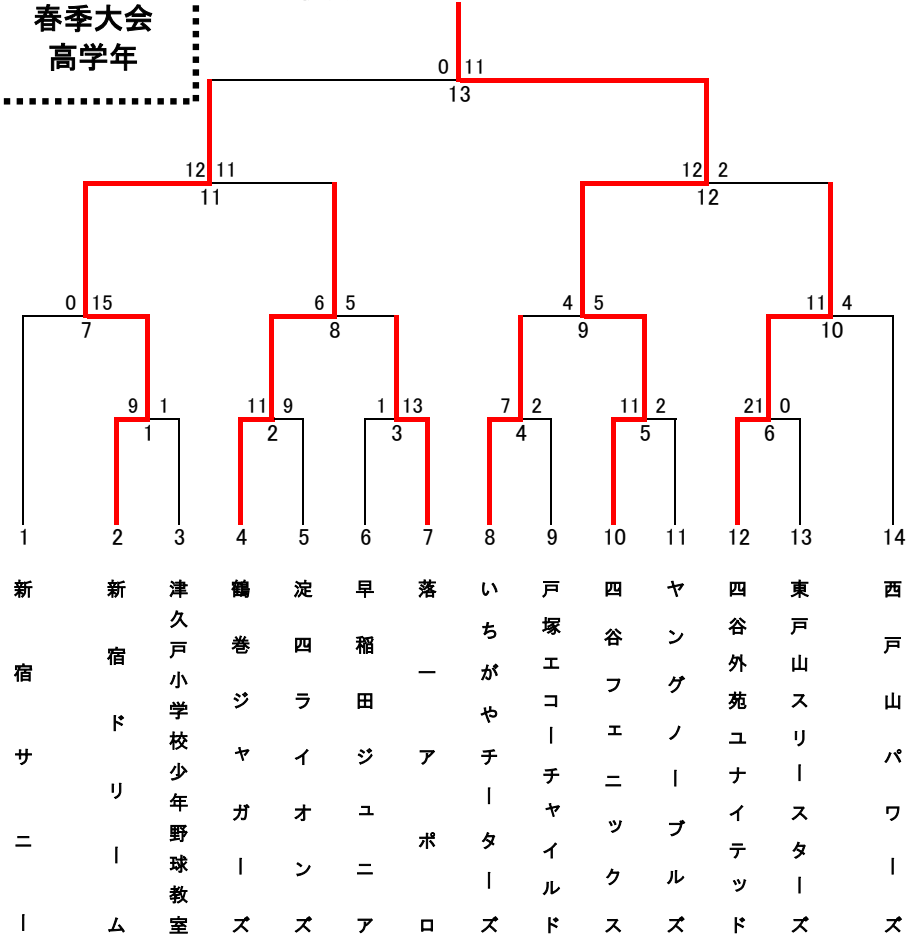 春季大会
高学年
0 11
13
12 11
11
12 2
12
0 15
7
6 5
8
4 5
9
11 4
10
9 1
1
11 9
2
1 13
3
7 2
4
11 2
5
21 0
6
1 2 3 4 5 6 7 8 9 10 11 12 13 14
新宿サニー
新宿ドリーム
津久戸小学校少年野球教室
鶴巻ジャガーズ
淀四ライオンズ
早稲田ジュニア
落一アポロ
いちがやチーターズ
戸塚エコーチャイルド
四谷フェニックス
ヤングノーブルズ
四谷外苑ユナイテッド
東戸山スリースターズ
西戸山パワーズ